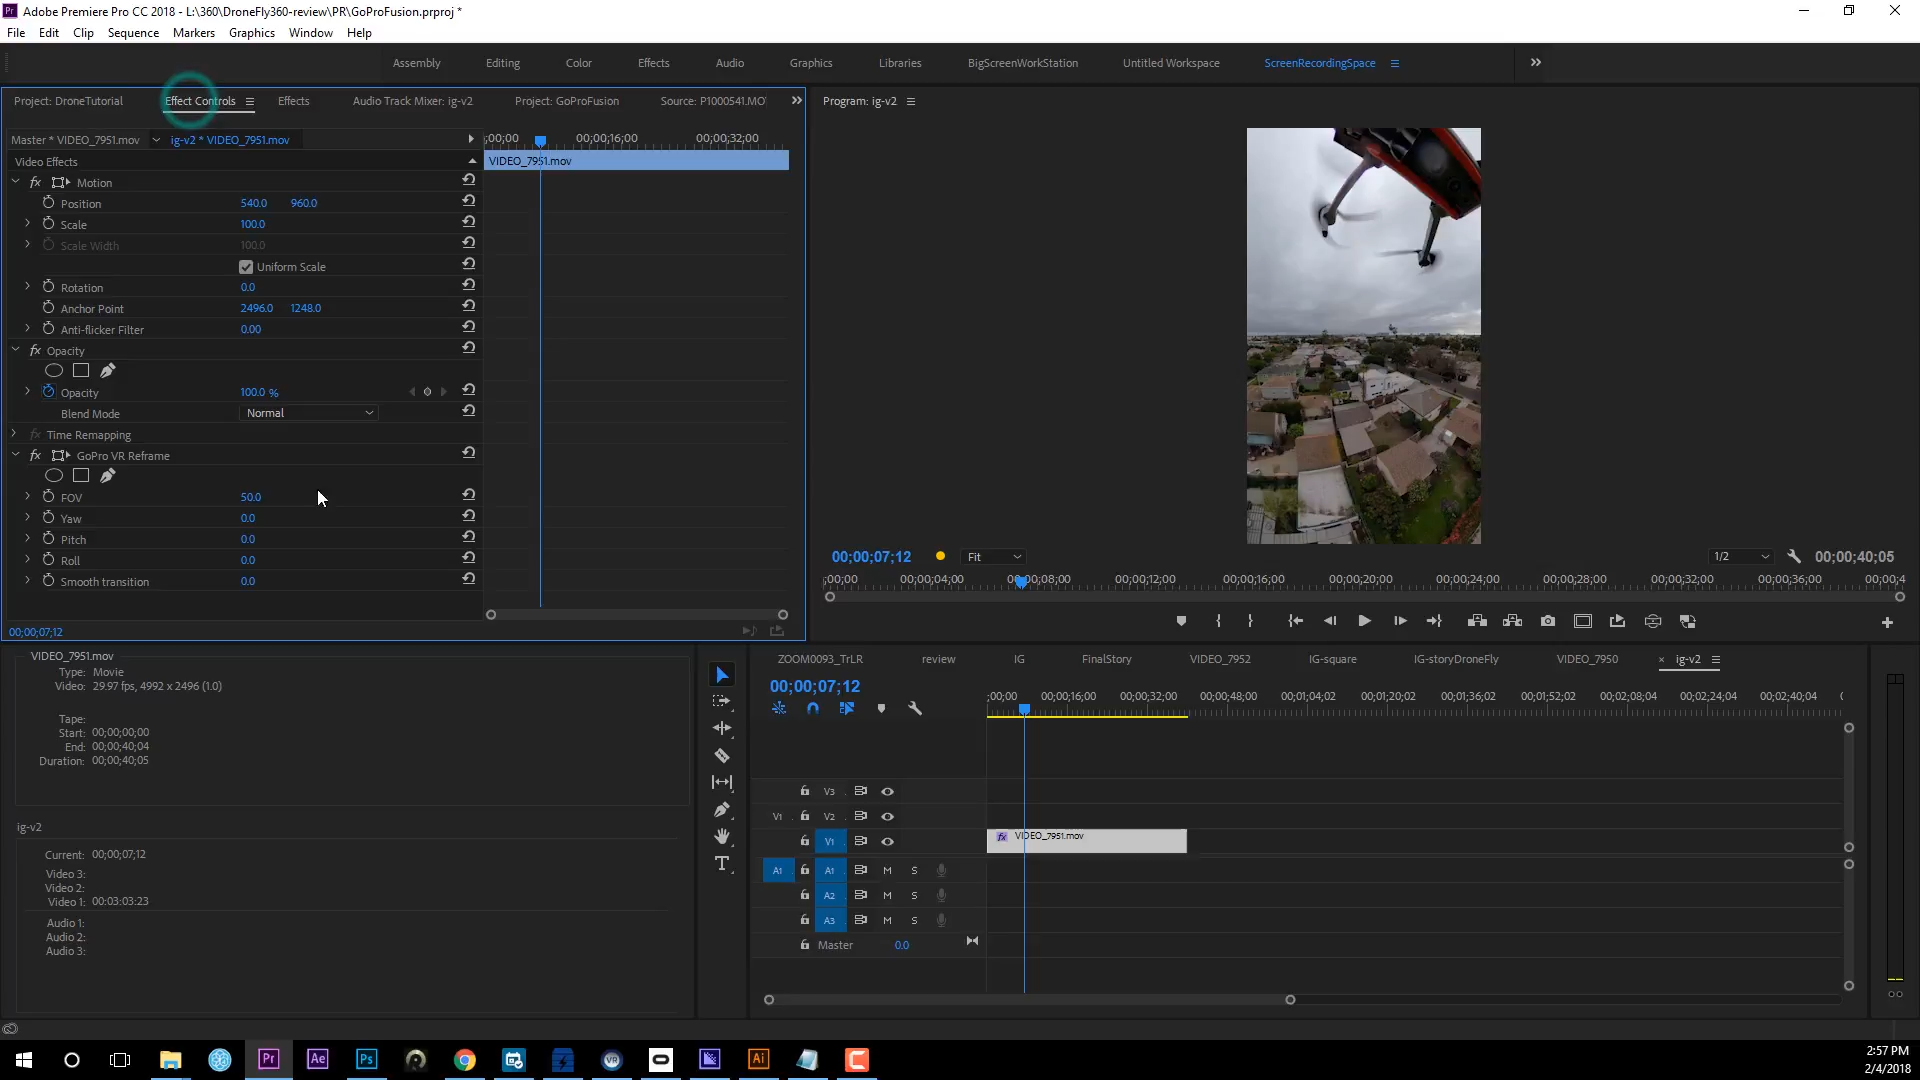 Pr Adobe Premiere Pro CC 2018 - L:\360\DroneFly360-review\PR\GoProFusion.prproj *
File Edit Clip Sequence Markers Graphics Window Help
Assembly Editing Color Effects Audio Graphics Libraries BigScreenWorkStation Untitled Workspace ScreenRecordingSpace
Project: DroneTutorial Effect Controls Effects Audio Track Mixer: ig-v2 Project: GoProFusion Source: P1000541.MO
Program: ig-v2
Master * VIDEO_7951.mov ig-v2 * VIDEO_7951.mov
;00;00 00;00;16;00 00;00;32;00
Video Effects
VIDEO_7951.mov
fx Motion
Position 540.0 960.0
Scale 100.0
Scale Width 100.0
Uniform Scale
Rotation 0.0
Anchor Point 2496.0 1248.0
Anti-flicker Filter 0.00
fx Opacity
Opacity 100.0 %
Blend Mode Normal
fx Time Remapping
fx GoPro VR Reframe
FOV 50.0
Yaw 0.0
Pitch 0.0
Roll 0.0
Smooth transition 0.0
00;00;07;12
00;00;07;12 Fit 1/2 00;00;40;05
;00;00 00;00;04;00 00;00;08;00 00;00;12;00 00;00;16;00 00;00;20;00 00;00;24;00 00;00;28;00 00;00;32;00 00;00;36;00 00;00;4
VIDEO_7951.mov
Type: Movie
Video: 29.97 fps, 4992 x 2496 (1.0)
Tape:
Start: 00;00;00;00
End: 00;00;40;04
Duration: 00;00;40;05
ig-v2
Current: 00;00;07;12
Video 3:
Video 2:
Video 1: 00:03:03:23
Audio 1:
Audio 2:
Audio 3:
ZOOM0093_TrLR review IG FinalStory VIDEO_7952 IG-square IG-storyDroneFly VIDEO_7950 × ig-v2
00;00;07;12
;00;00 00;00;16;00 00;00;32;00 00;00;48;00 00;01;04;02 00;01;20;02 00;01;36;02 00;01;52;02 00;02;08;04 00;02;24;04 00;02;40;04
V3
V1 V2
V1 fx VIDEO_7951.mov
A1 A1 M S
A2 M S
A3 M S
Master 0.0
T
Pr Ae Ps VR Ai
2:57 PM
2/4/2018